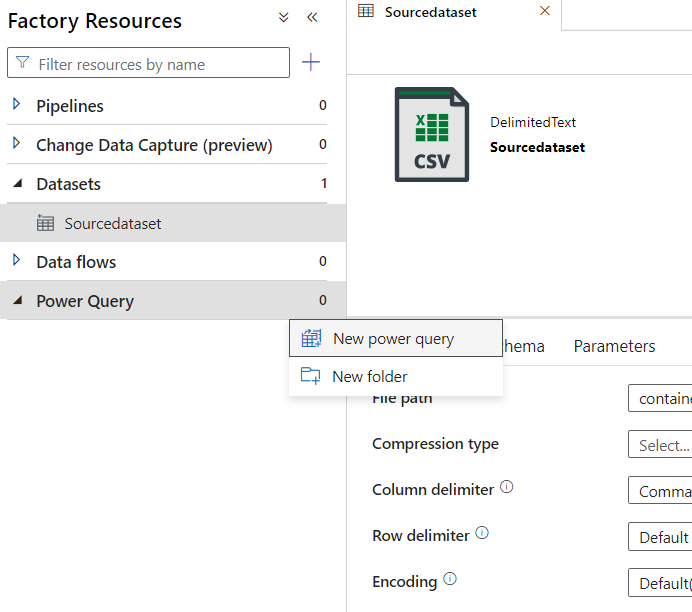 Factory Resources
Filter resources by name
Pipelines 0
Change Data Capture (preview) 0
Datasets 1
Sourcedataset
Data flows 0
Power Query 0
New power query
New folder
Sourcedataset
X
CSV
DelimitedText
Sourcedataset
hema Parameters
File path containe
Compression type Select...
Column delimiter Comma
Row delimiter Default
Encoding Default(